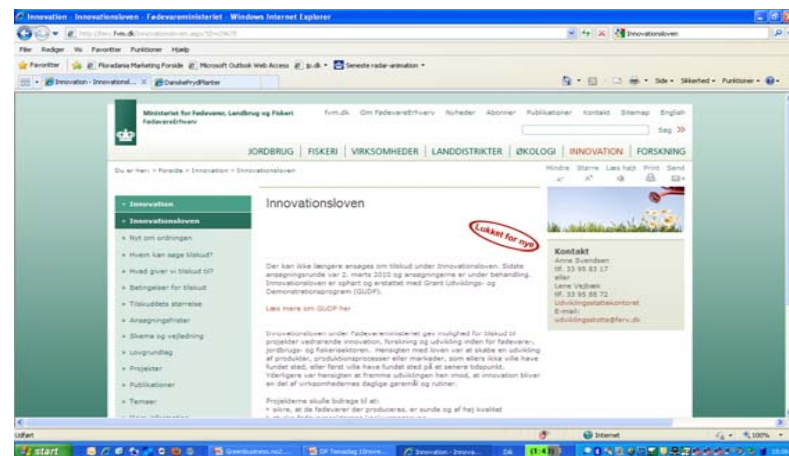 Innovation - Innovationsloven - Fødevareministeriet - Windows Internet Explorer
Innovationsloven
Filer Rediger Vis Favoritter Funktioner Hjælp
Favoritter Floradania Marketing Forside Microsoft Outlook Web Access Seneste radar-animation
Innovation - Innovational... DanskePrydPlanter
Side Sikkerhed Funktioner
Ministeriet for Fødevarer, Landbrug og Fiskeri
FødevareErhverv
fvm.dk Om FødevareErhverv Nyheder Abonner Publikationer Kontakt Sitemap English
Søg
JORDBRUG FISKERI VIRKSOMHEDER LANDDISTRIKTER ØKOLOGI INNOVATION FORSKNING
Du er her: > Forside > Innovation > Innovationsloven
Mindre Større Læs højt Print Send
Innovation
Innovationsloven
Nyt om ordningen
Hvem kan søge tilskud?
Hvad giver vi tilskud til?
Betingelser for tilskud
Tilskuddets størrelse
Ansøgningsfrister
Skema og vejledning
Lovgrundlag
Projekter
Publikationer
Temaer
Mere information
Innovationsloven
Lukket for nye
Der kan ikke længere ansøges om tilskud under Innovationsloven. Sidste
ansøgningsrunde var 2. marts 2010 og ansøgningerne er under behandling.
Innovationsloven er ophørt og erstattet med Grønt Udviklings- og
Demonstrationsprogram (GUDP).
Læs mere om GUDP her
Innovationsloven under Fødevareministeriet gav mulighed for tilskud til
projekter vedrørende innovation, forskning og udvikling inden for fødevare-,
jordbrugs- og fiskerisektoren. Hensigten med loven var at skabe en udvikling
af produkter, produktionsprocesser eller markeder, som ellers ikke ville have
fundet sted, eller først ville have fundet sted på et senere tidspunkt.
Yderligere var hensigten at fremme udviklingen hen imod, at innovation bliver
en del af virksomhedernes daglige gøremål og rutiner.
Projekterne skulle bidrage til at:
sikre, at de fødevarer der produceres, er sunde og af høj kvalitet
Kontakt
Anne Svendsen
tlf. 33 95 83 17
eller
Lene Vejbæk
tlf. 33 95 88 72
Udviklingsstøttekontoret
E-mail:
udviklingsstotte@ferv.dk
Udført
Internet
100%
start
Innovation - Innova...
DA